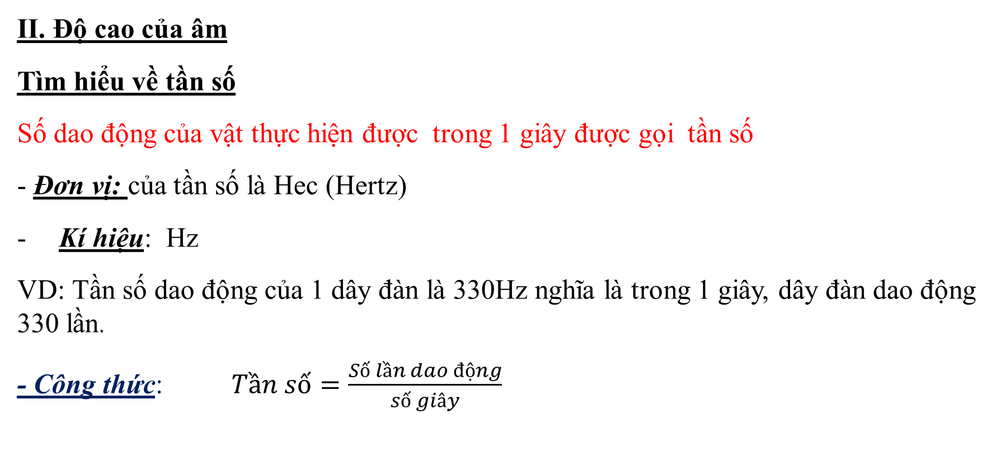 II. Độ cao của âm
Tìm hiểu về tần số
Số dao động của vật thực hiện được  trong 1 giây được gọi  tần số
- Đơn vị: của tần số là Hec (Hertz)
- Kí hiệu:  Hz
VD: Tần số dao động của 1 dây đàn là 330Hz nghĩa là trong 1 giây, dây đàn dao động
330 lần.
- Công thức: Tần số = Số lần dao động / số giây